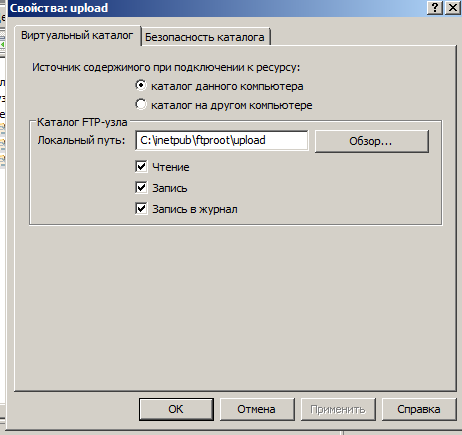 Свойства: upload
Виртуальный каталог
Безопасность каталога
Источник содержимого при подключении к ресурсу:
каталог данного компьютера
каталог на другом компьютере
Каталог FTP-узла
Локальный путь: C:\inetpub\ftproot\upload Обзор...
Чтение
Запись
Запись в журнал
ОК Отмена Применить Справка